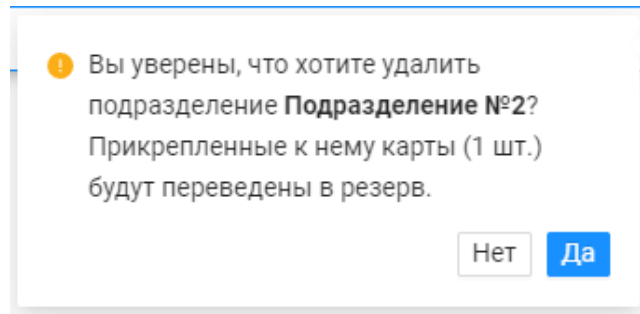 Вы уверены, что хотите удалить
подразделение Подразделение №2?
Прикрепленные к нему карты (1 шт.)
будут переведены в резерв.
Нет Да